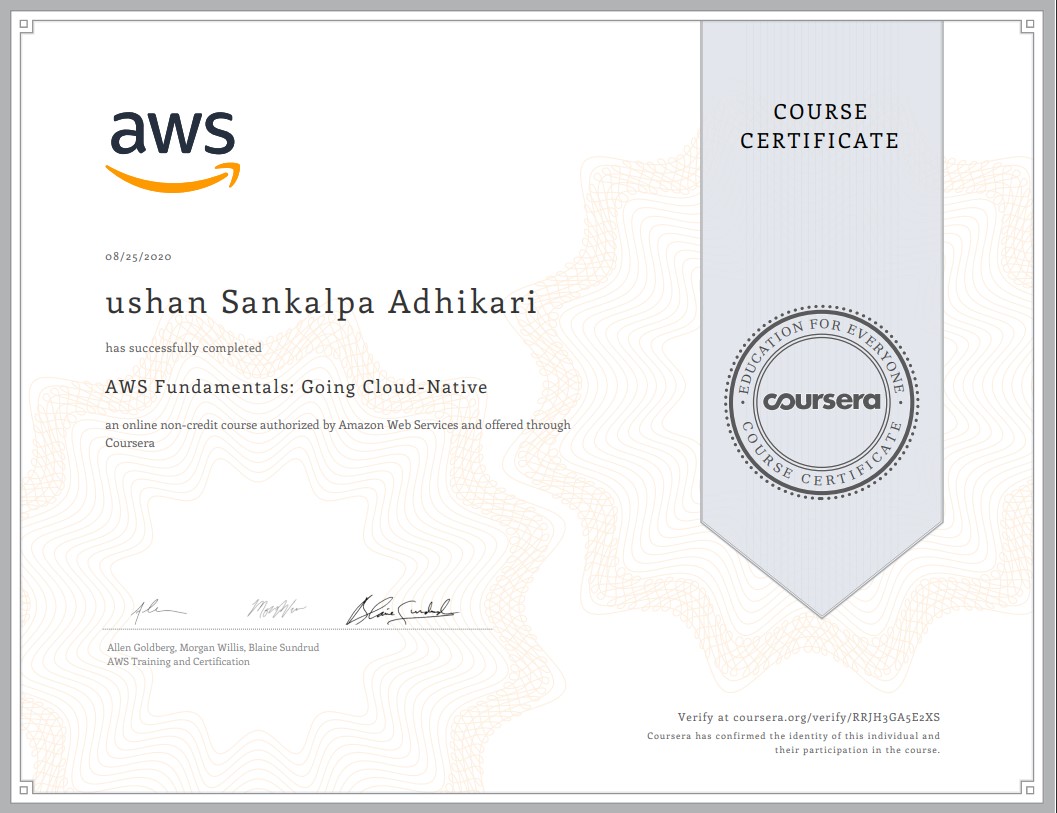 aws
COURSE
CERTIFICATE
08/25/2020
ushan Sankalpa Adhikari
has successfully completed
AWS Fundamentals: Going Cloud-Native
an online non-credit course authorized by Amazon Web Services and offered through
Coursera
EDUCATION FOR EVERYONE
coursera
COURSE CERTIFICATE
Blaine Sundrud
Allen Goldberg, Morgan Willis, Blaine Sundrud
AWS Training and Certification
Verify at coursera.org/verify/RRJH3GA5E2XS
Coursera has confirmed the identity of this individual and
their participation in the course.